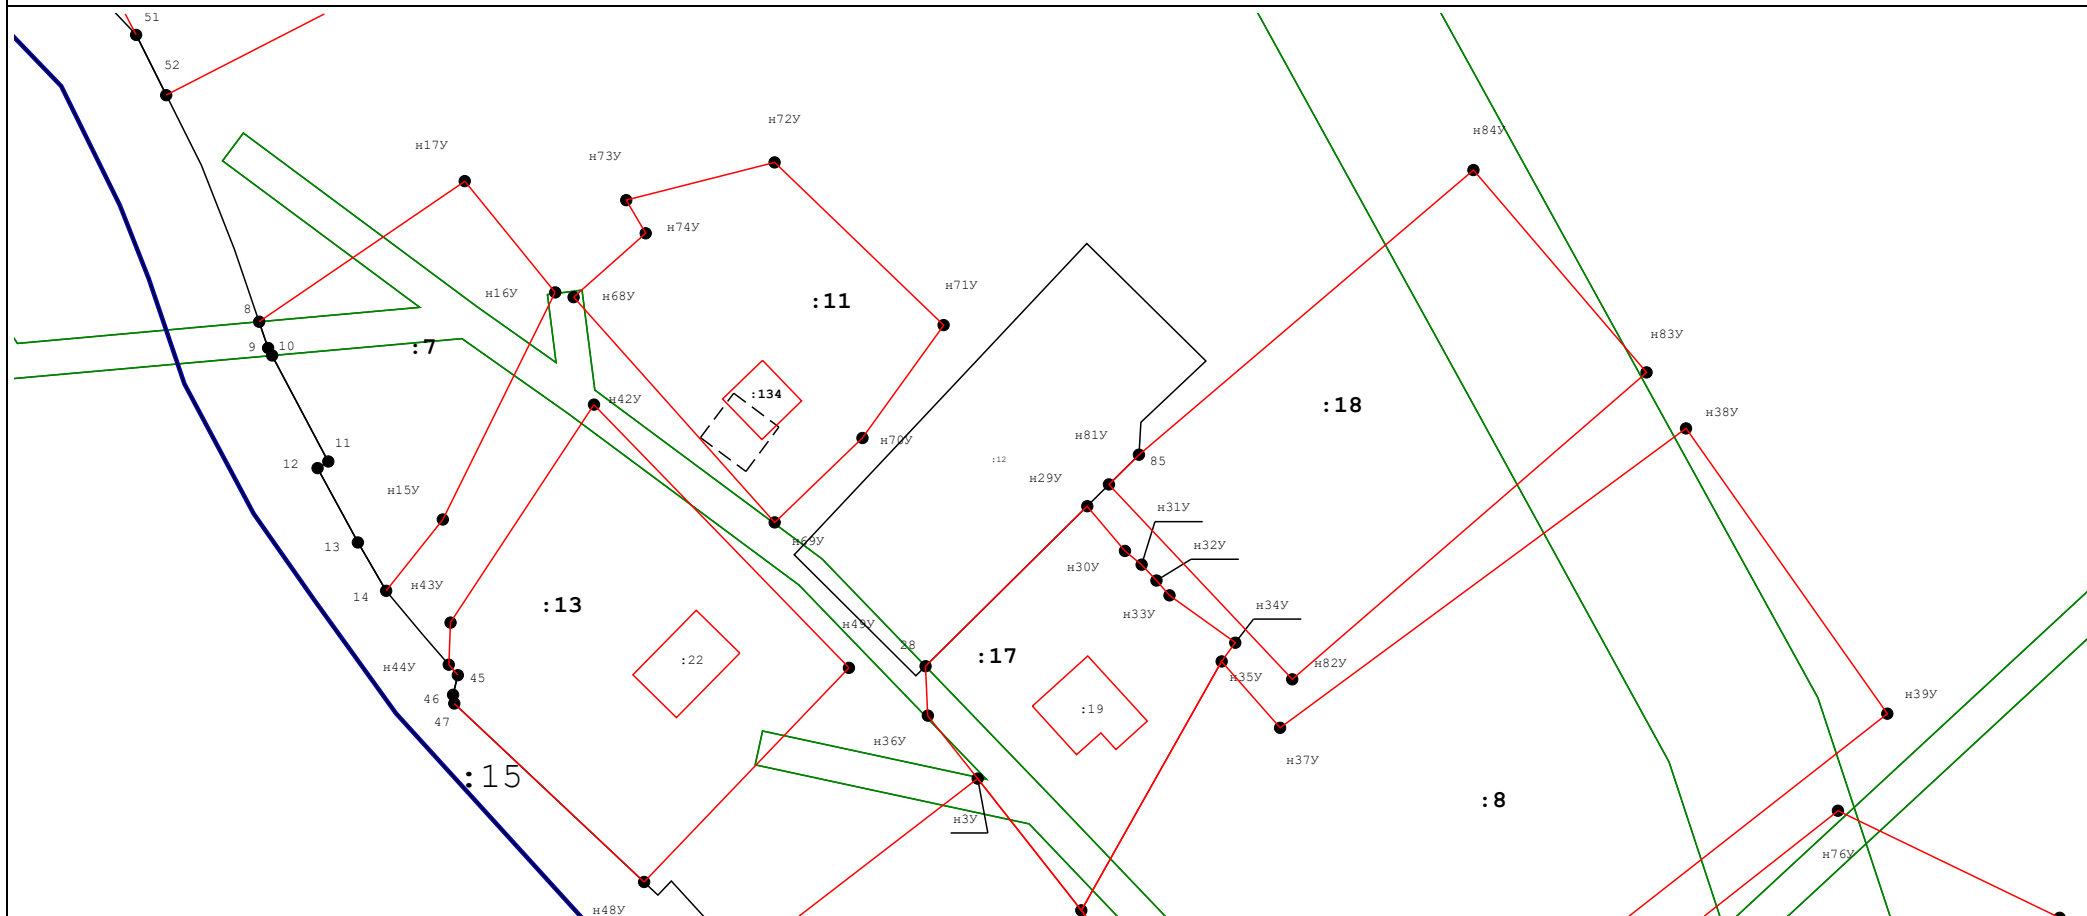 51
52
н72У
н84У
н17У
н73У
н74У
н71У
н16У
н68У
:11
8
н83У
9
10
:7
:134
н42У
:18
н38У
н81У
11
н70У
12
:12
85
н29У
н15У
н31У
13
н69У
н32У
н30У
н43У
14
:13
н33У
н34У
н49У
28
:22
:17
н44У
45
н82У
н35У
46
н39У
:19
47
н36У
н37У
:15
:8
н3У
н76У
н48У